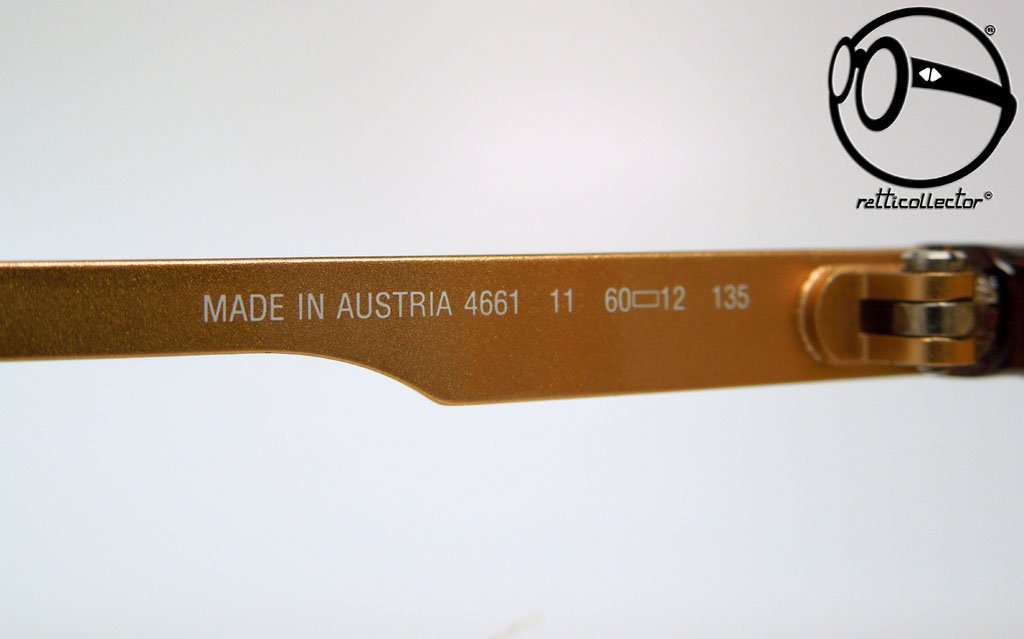 retticollector®
MADE IN AUSTRIA 4661 11 60▭12 135